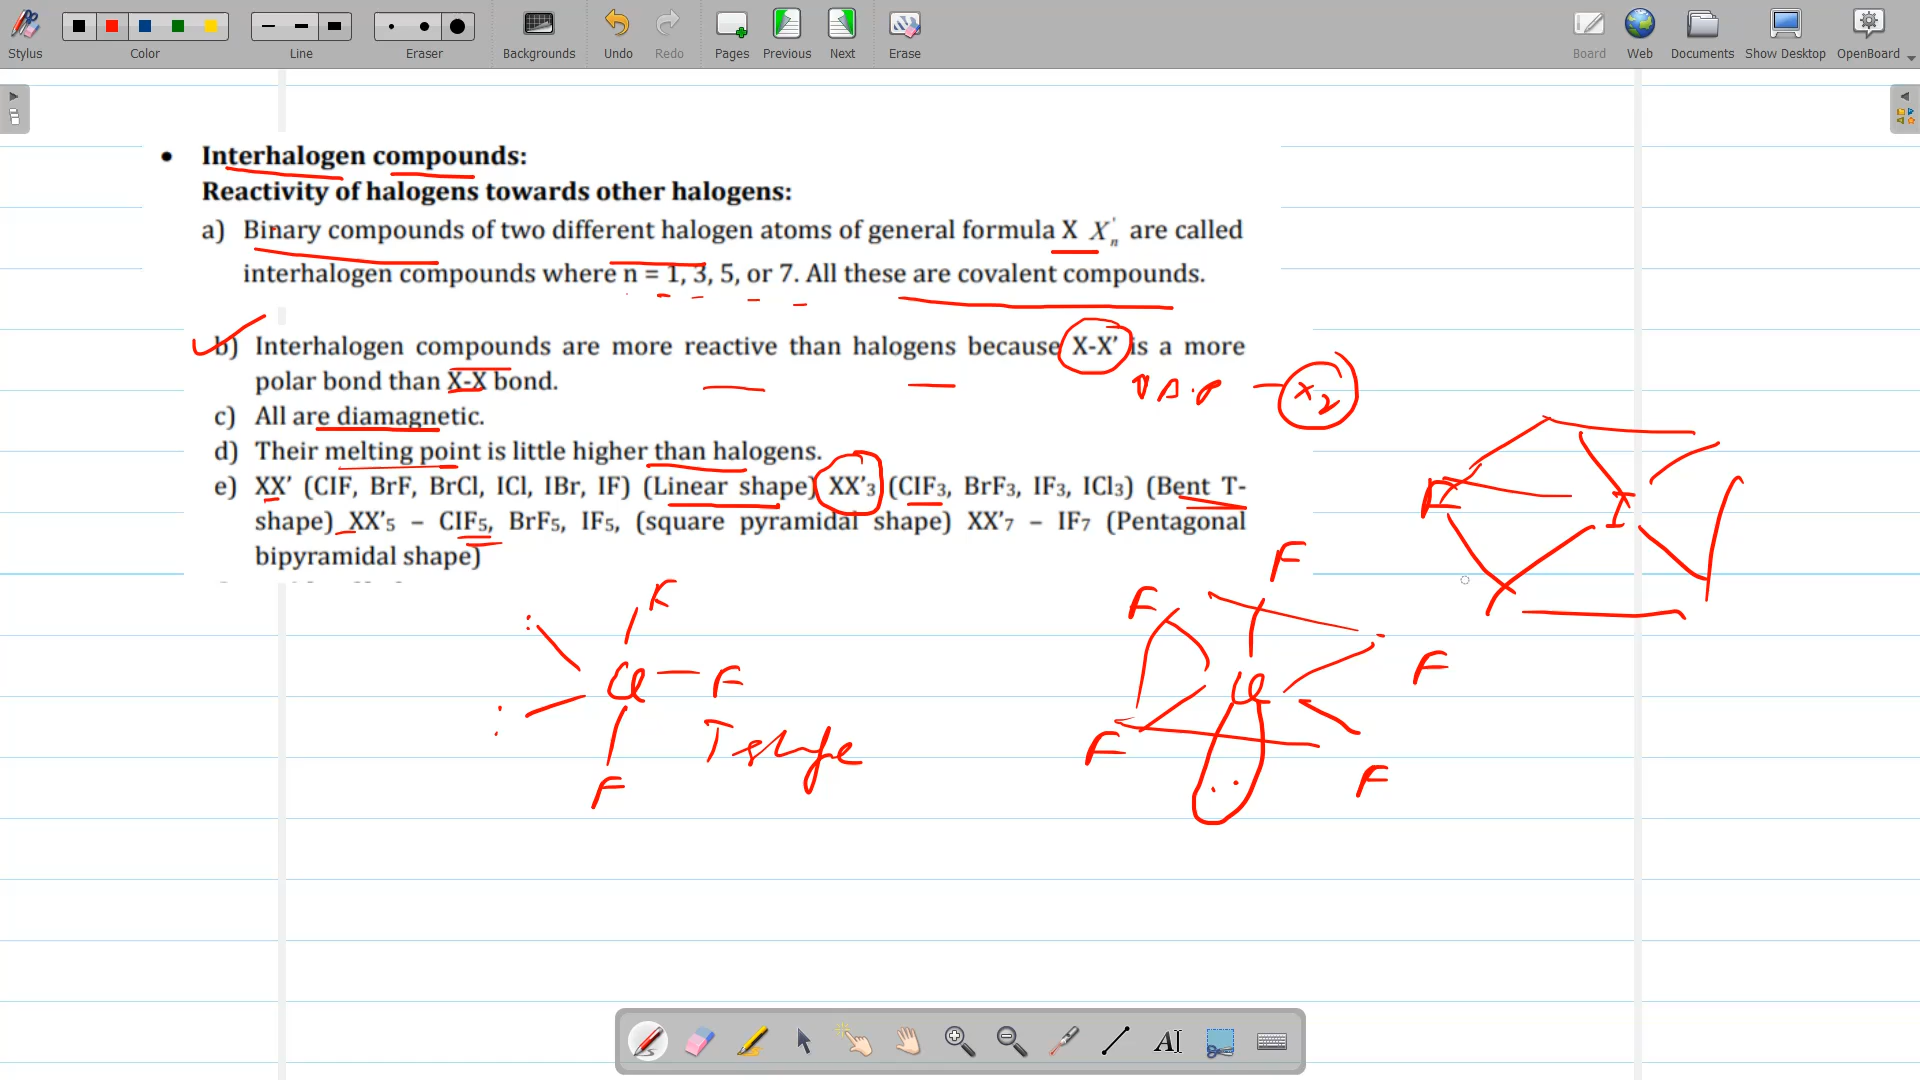 Stylus Color Line Eraser Backgrounds Undo Redo Pages Previous Next Erase Board Web Documents Show Desktop OpenBoard
• Interhalogen compounds:
Reactivity of halogens towards other halogens:
a) Binary compounds of two different halogen atoms of general formula X X'n are called
interhalogen compounds where n = 1, 3, 5, or 7. All these are covalent compounds.
b) Interhalogen compounds are more reactive than halogens because X-X’ is a more
polar bond than X-X bond.
X2
c) All are diamagnetic.
d) Their melting point is little higher than halogens.
e) XX’ (ClF, BrF, BrCl, ICl, IBr, IF) (Linear shape) XX’3 (ClF3, BrF3, IF3, ICl3) (Bent T-
shape) XX’5 – ClF5, BrF5, IF5, (square pyramidal shape) XX’7 – IF7 (Pentagonal
bipyramidal shape)
I
F
F
F
Cl F
F
T shape
F
Cl
F
F
F